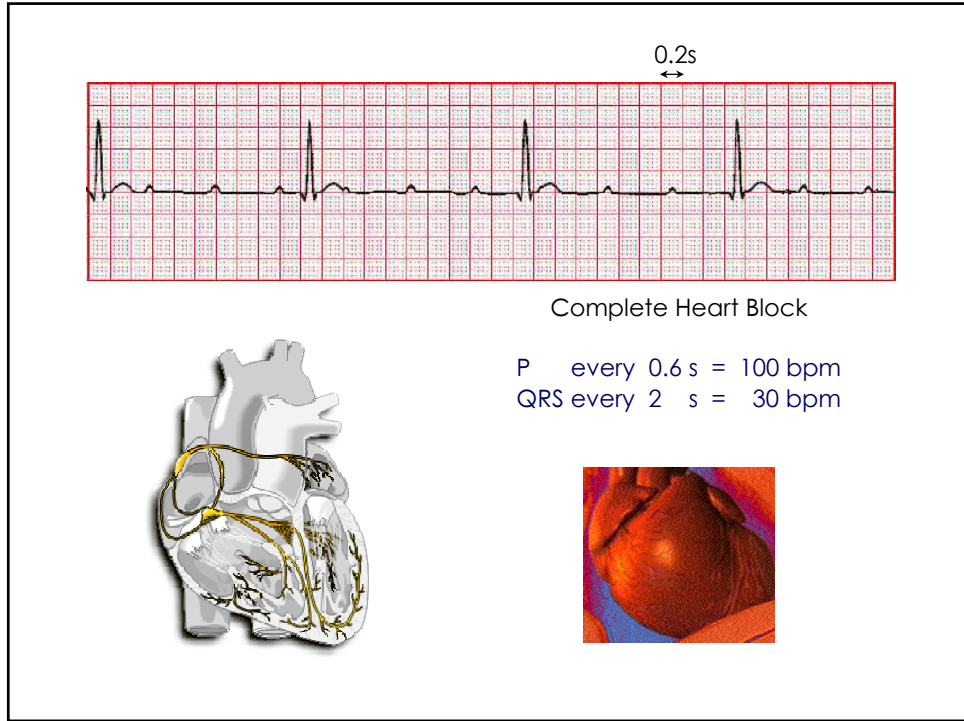 0.2s
Complete Heart Block
P every 0.6 s = 100 bpm
QRS every 2 s = 30 bpm